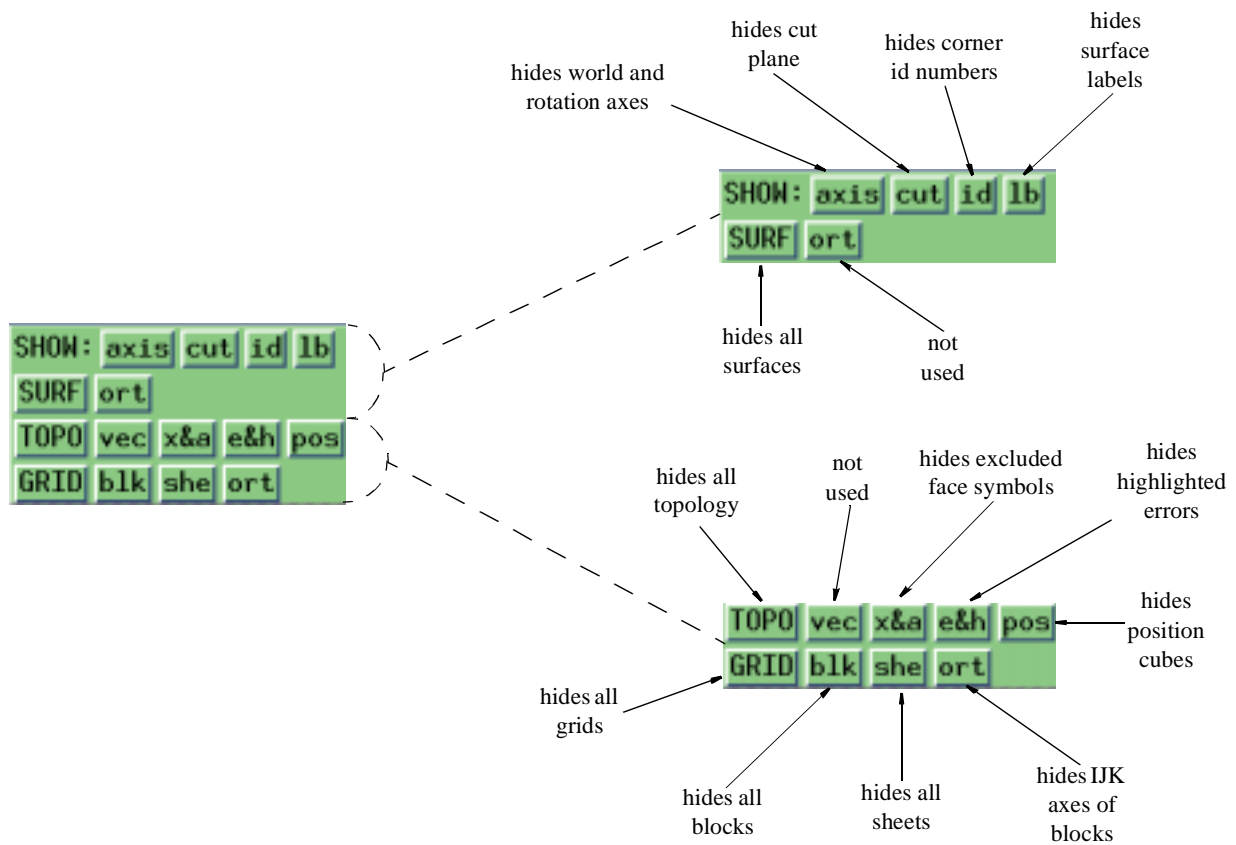 hides world and
rotation axes
hides cut
plane
hides corner
id numbers
hides
surface
labels
SHOW: axis cut id lb
SURF ort
hides all
surfaces
not
used
SHOW: axis cut id lb
SURF ort
TOPO vec x&a e&h pos
GRID blk she ort
hides all
topology
not
used
hides excluded
face symbols
hides
highlighted
errors
TOPO vec x&a e&h pos
GRID blk she ort
hides
position
cubes
hides all
grids
hides all
blocks
hides all
sheets
hides IJK
axes of
blocks